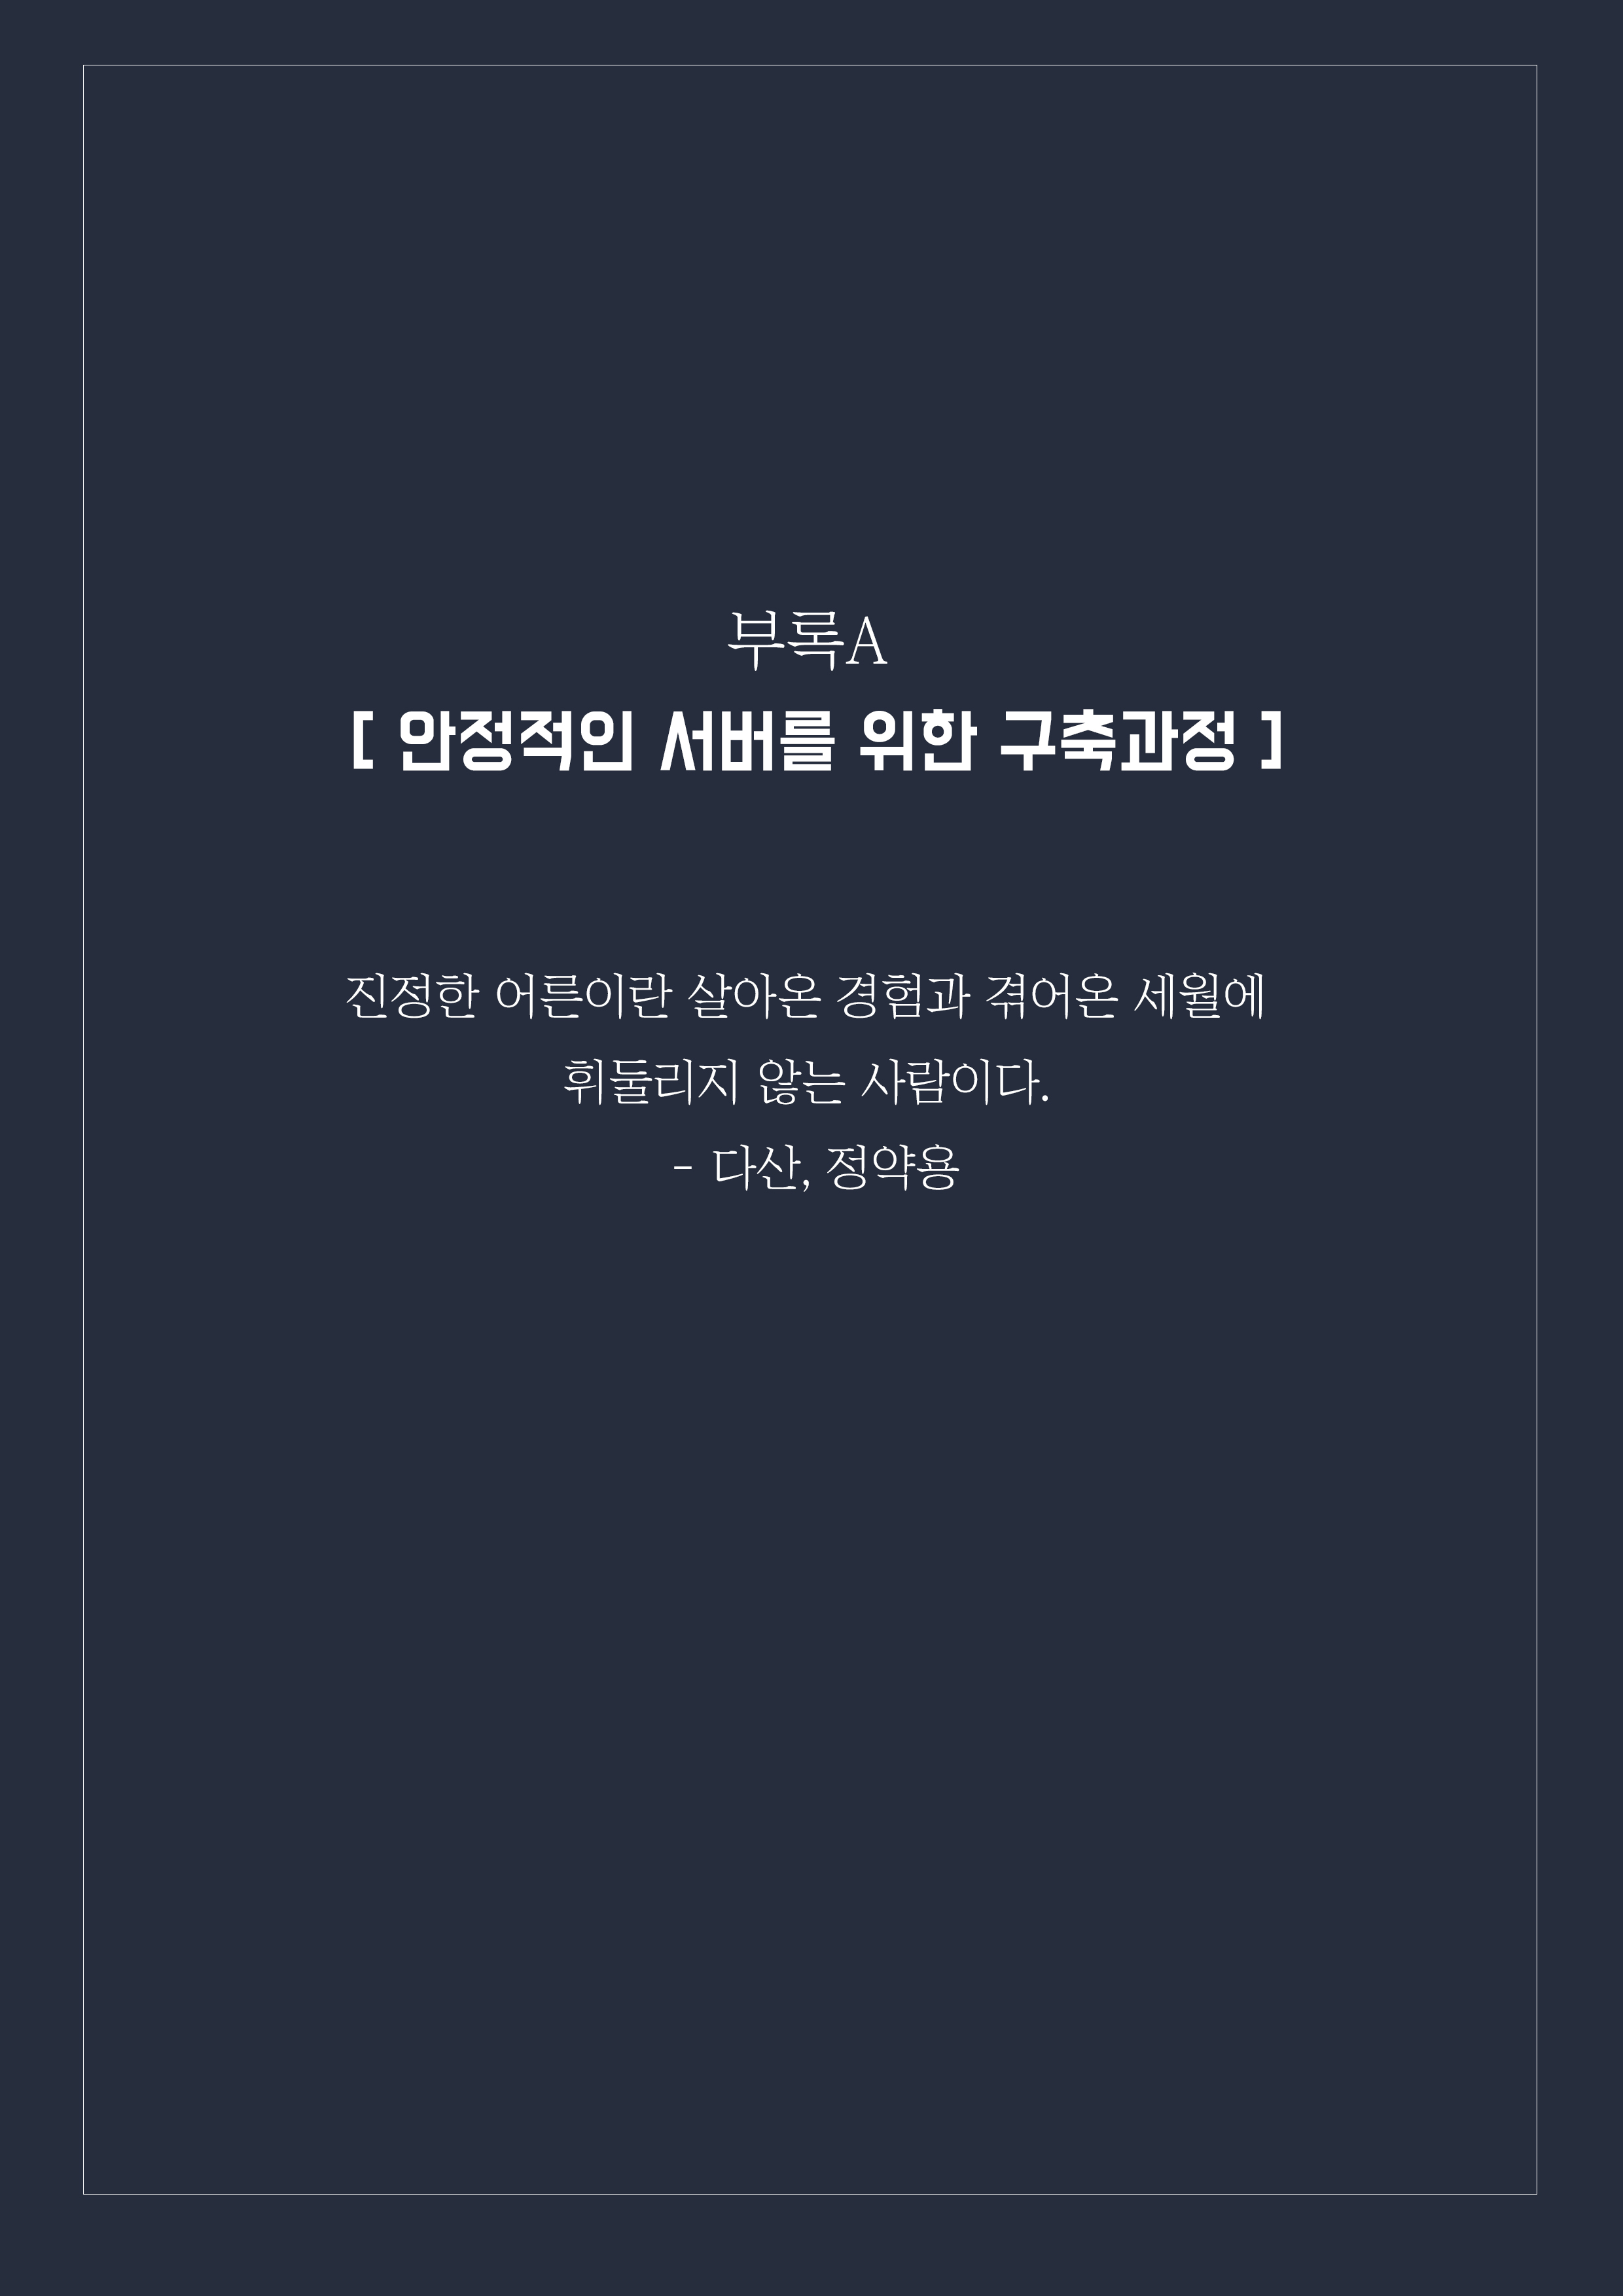 부록A
[ 안정적인 서버를 위한 구축과정 ]
진정한 어른이란 살아온 경험과 겪어온 세월에
휘둘리지 않는 사람이다.
- 다산, 정약용